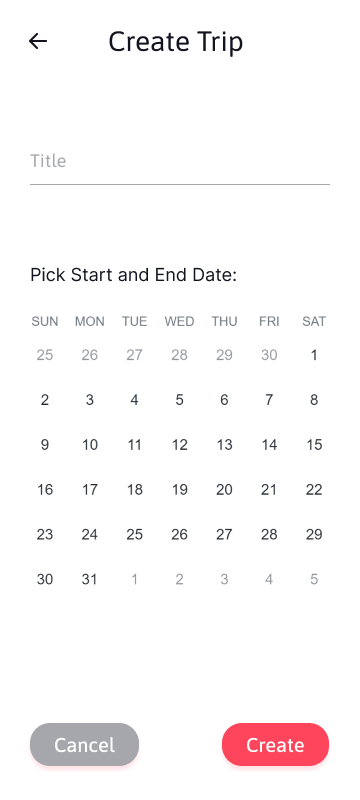 Create Trip
Title
Pick Start and End Date:
SUN MON TUE WED THU FRI SAT
25 26 27 28 29 30 1
2 3 4 5 6 7 8
9 10 11 12 13 14 15
16 17 18 19 20 21 22
23 24 25 26 27 28 29
30 31 1 2 3 4 5
Cancel Create